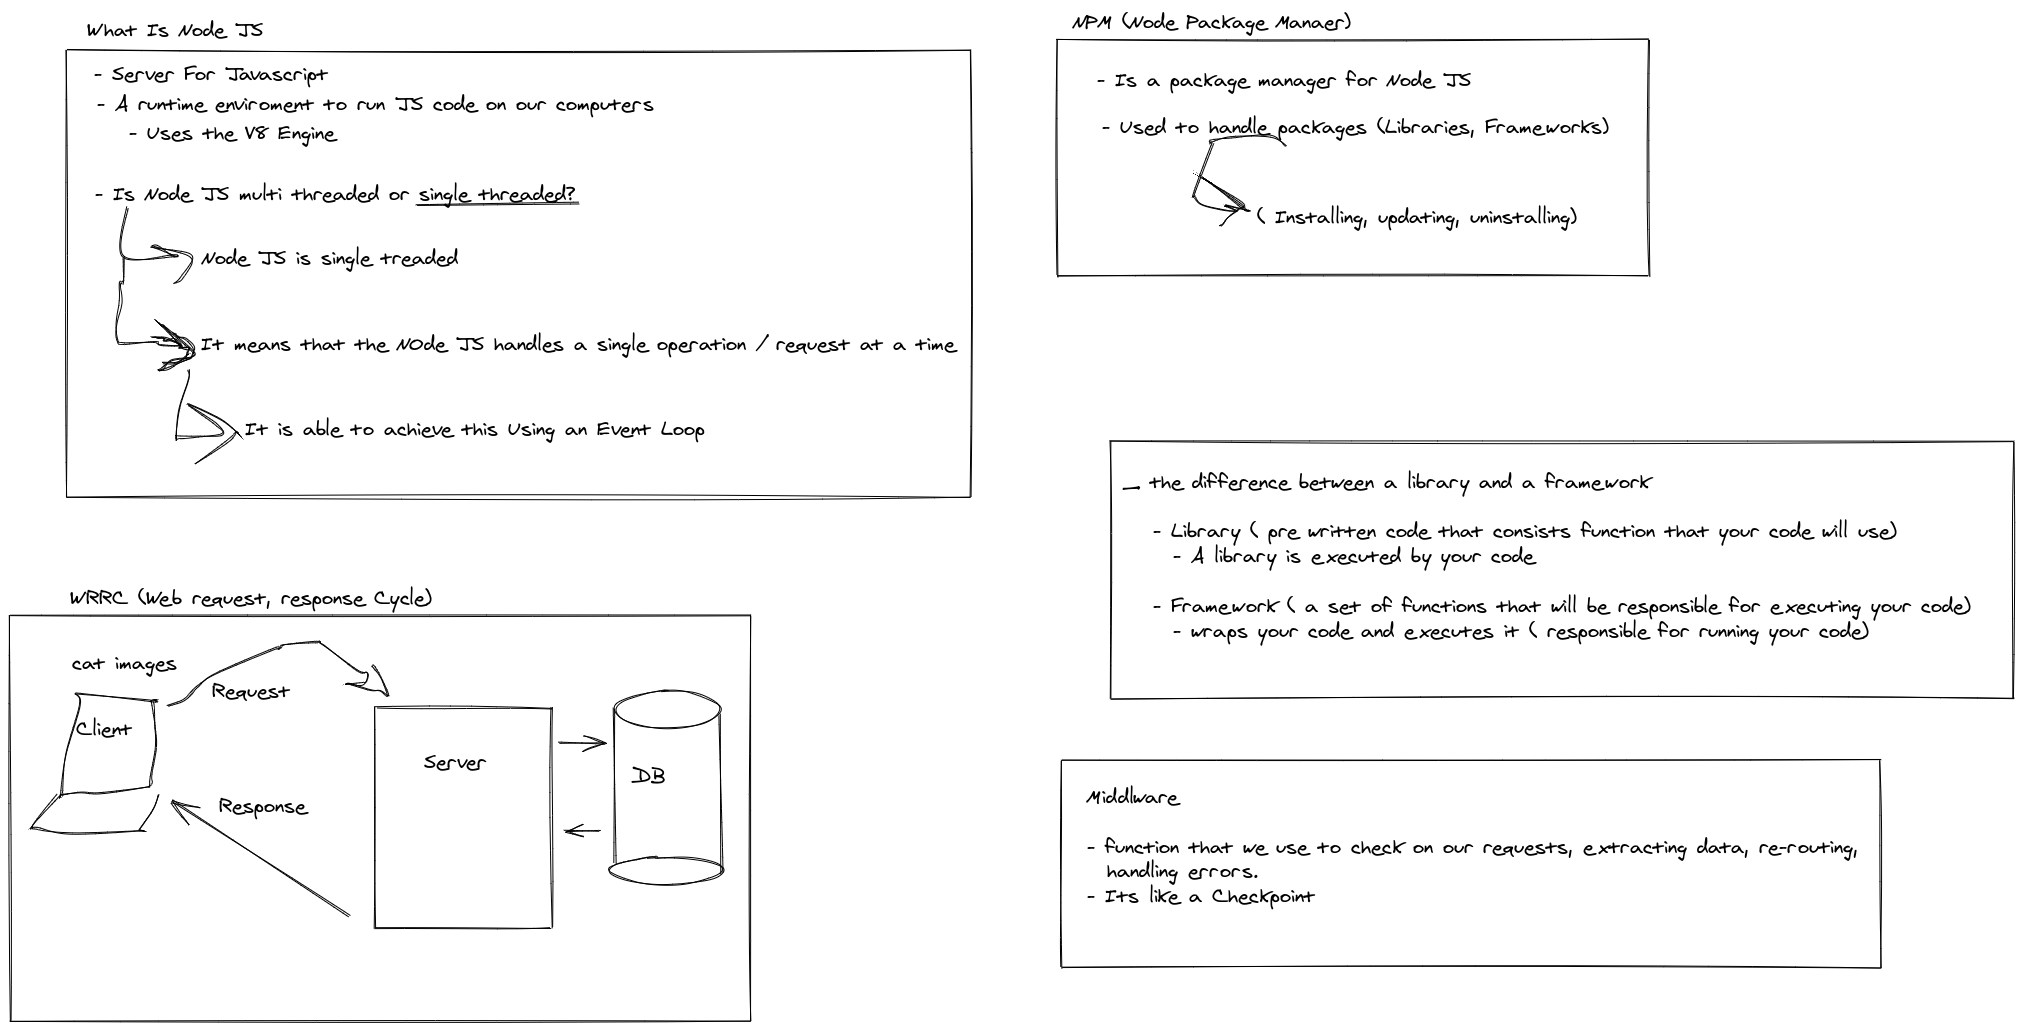 What Is Node JS
- Server For Javascript
- A runtime enviroment to run JS code on our computers
- Uses the V8 Engine
- Is Node JS multi threaded or single threaded?
Node JS is single treaded
It means that the NOde JS handles a single operation / request at a time
It is able to achieve this Using an Event Loop
NPM (Node Package Manaer)
- Is a package manager for Node JS
- Used to handle packages (Libraries, Frameworks)
( Installing, updating, uninstalling)
- the difference between a library and a framework
- Library ( pre written code that consists function that your code will use)
- A library is executed by your code
- Framework ( a set of functions that will be responsible for executing your code)
- wraps your code and executes it ( responsible for running your code)
WRRC (Web request, response Cycle)
cat images
Request
Client
Server
DB
Response
Middlware
- function that we use to check on our requests, extracting data, re-routing,
handling errors.
- Its like a Checkpoint